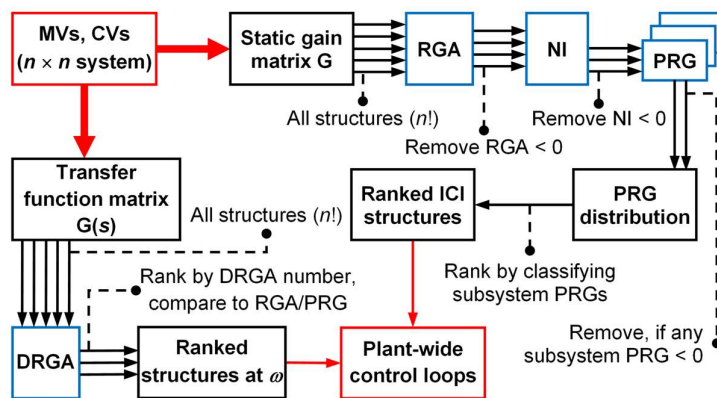 MVs, CVs
(n × n system)
Static gain
matrix G
RGA
NI
PRG
All structures (n!)
Remove RGA < 0
Remove NI < 0
Transfer
function matrix
G(s)
All structures (n!)
Ranked ICI
structures
PRG
distribution
Rank by DRGA number,
compare to RGA/PRG
Rank by classifying
subsystem PRGs
Remove, if any
subsystem PRG < 0
DRGA
Ranked
structures at ω
Plant-wide
control loops